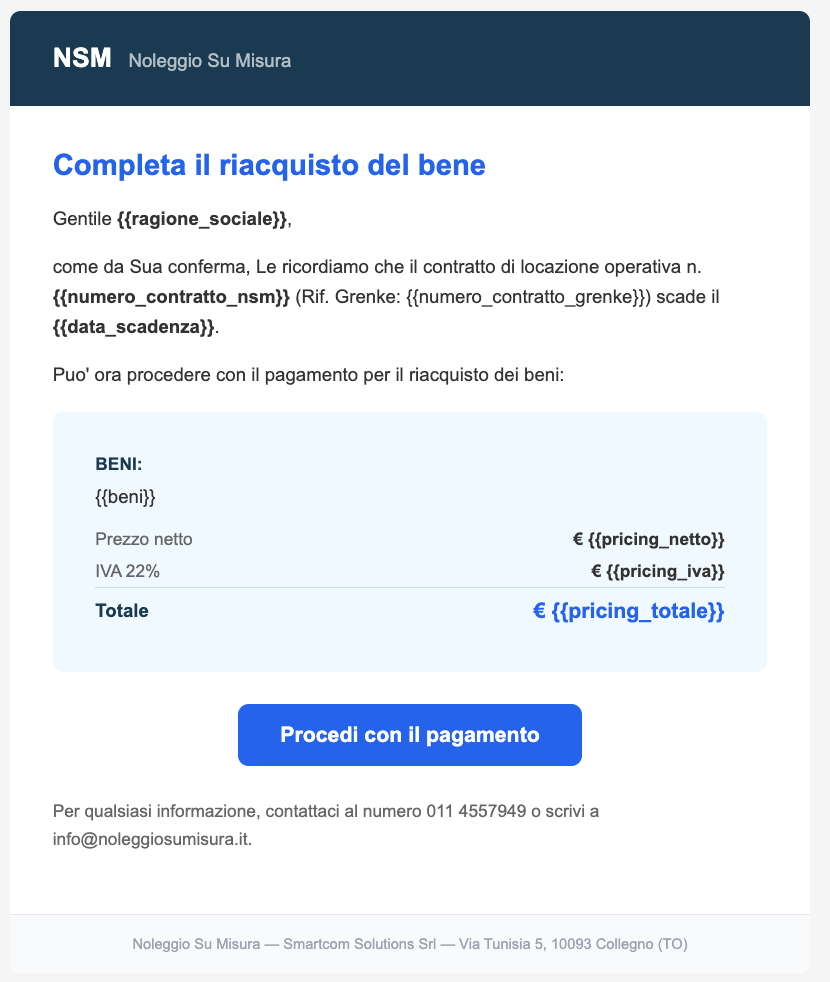 NSM Noleggio Su Misura
Completa il riacquisto del bene
Gentile {{ragione_sociale}},
come da Sua conferma, Le ricordiamo che il contratto di locazione operativa n.
{{numero_contratto_nsm}} (Rif. Grenke: {{numero_contratto_grenke}}) scade il
{{data_scadenza}}.
Puo' ora procedere con il pagamento per il riacquisto dei beni:
BENI:
{{beni}}
Prezzo netto € {{pricing_netto}}
IVA 22% € {{pricing_iva}}
Totale € {{pricing_totale}}
Procedi con il pagamento
Per qualsiasi informazione, contattaci al numero 011 4557949 o scrivi a
info@noleggiosumisura.it.
Noleggio Su Misura — Smartcom Solutions Srl — Via Tunisia 5, 10093 Collegno (TO)